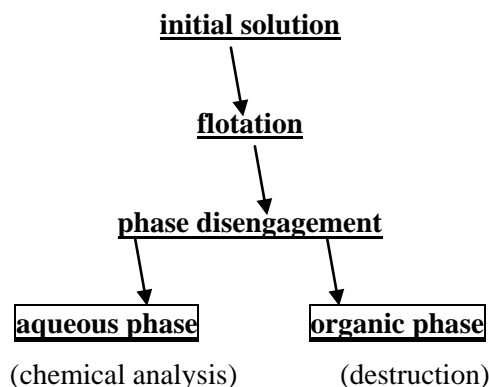 initial solution
flotation
phase disengagement
aqueous phase organic phase
(chemical analysis) (destruction)